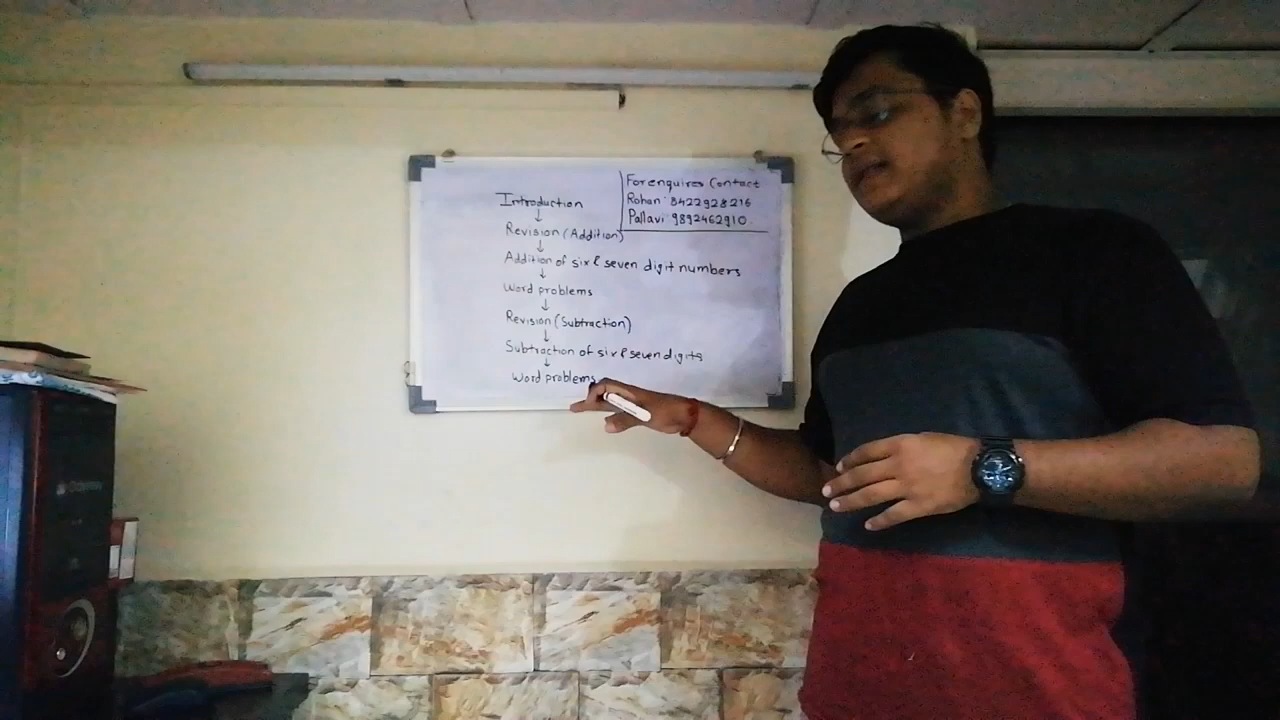 For enquires Contact
Rohan: 8422928216
Pallavi: 9892462910.
Introduction
↓
Revision (Addition)
↓
Addition of six & seven digit numbers
↓
Word problems
↓
Revision (Subtraction)
↓
Subtraction of six & seven digits
↓
Word problems